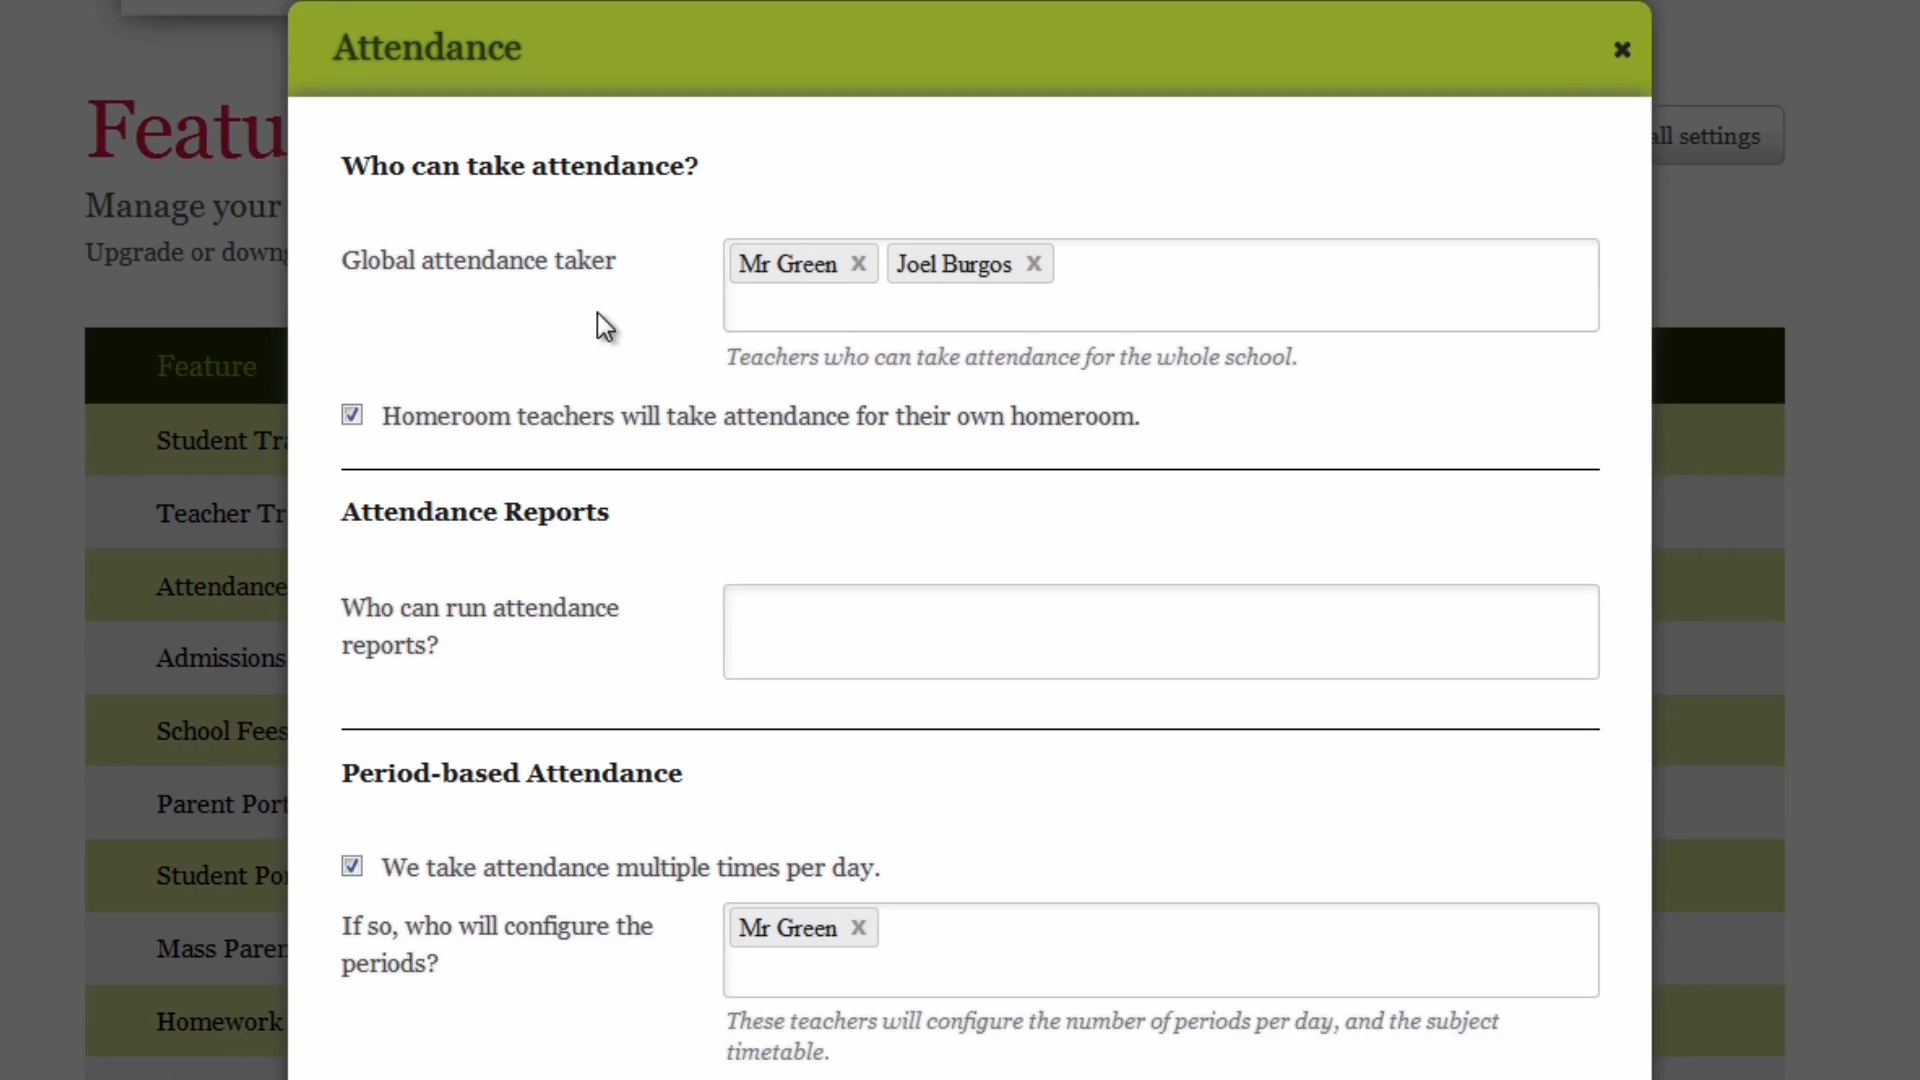 Attendance
Featu
all settings
Manage your
Upgrade or down
Who can take attendance?
Global attendance taker
Mr Green x Joel Burgos x
Teachers who can take attendance for the whole school.
Homeroom teachers will take attendance for their own homeroom.
Attendance Reports
Who can run attendance
reports?
Period-based Attendance
We take attendance multiple times per day.
If so, who will configure the
periods?
Mr Green x
These teachers will configure the number of periods per day, and the subject
timetable.
Feature
Student Tra
Teacher Tr
Attendance
Admissions
School Fees
Parent Port
Student Por
Mass Paren
Homework